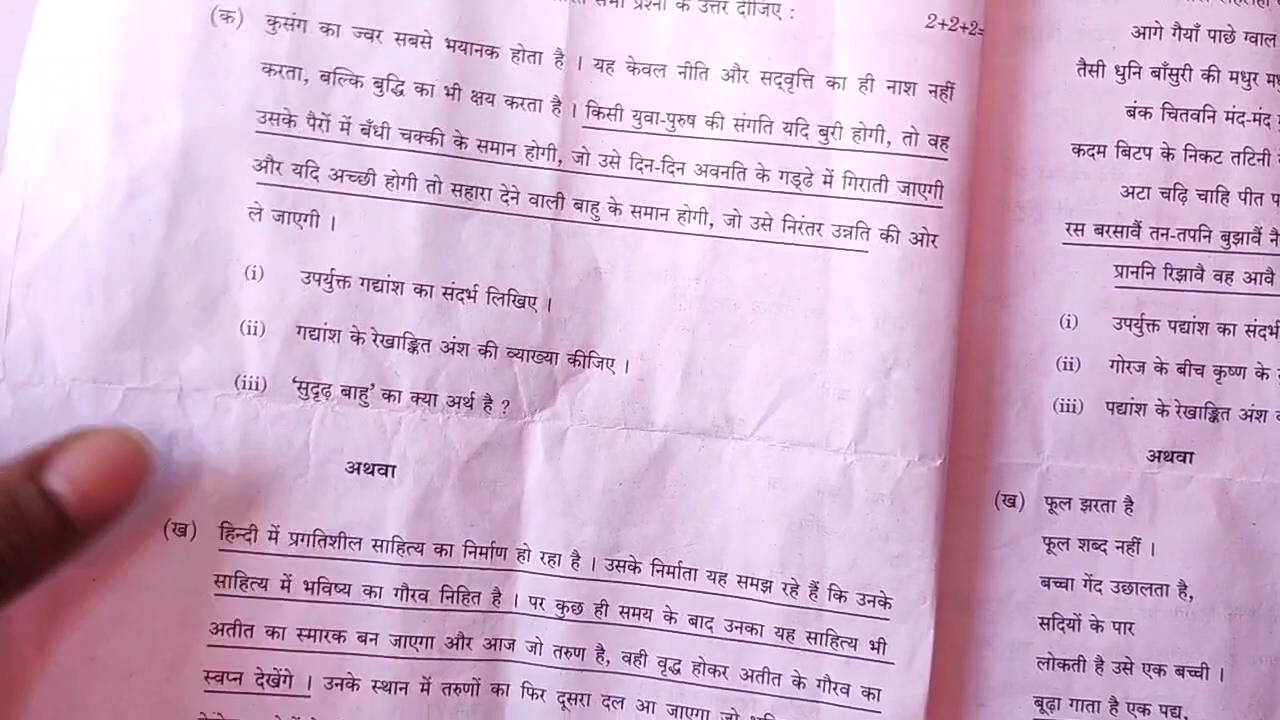 प्रश्नों के उत्तर दीजिए :
2+2+2=
(क) कुसंग का ज्वर सबसे भयानक होता है । यह केवल नीति और सद्वृत्ति का ही नाश नहीं
करता, बल्कि बुद्धि का भी क्षय करता है । किसी युवा-पुरुष की संगति यदि बुरी होगी, तो वह
उसके पैरों में बँधी चक्की के समान होगी, जो उसे दिन-दिन अवनति के गड्ढे में गिराती जाएगी
और यदि अच्छी होगी तो सहारा देने वाली बाहु के समान होगी, जो उसे निरंतर उन्नति की ओर
ले जाएगी ।
(i) उपर्युक्त गद्यांश का संदर्भ लिखिए ।
(ii) गद्यांश के रेखाङ्कित अंश की व्याख्या कीजिए ।
(iii) 'सुदृढ़ बाहु' का क्या अर्थ है ?
अथवा
(ख) हिन्दी में प्रगतिशील साहित्य का निर्माण हो रहा है । उसके निर्माता यह समझ रहे हैं कि उनके
साहित्य में भविष्य का गौरव निहित है । पर कुछ ही समय के बाद उनका यह साहित्य भी
अतीत का स्मारक बन जाएगा और आज जो तरुण है, वही वृद्ध होकर अतीत के गौरव का
स्वप्न देखेंगे । उनके स्थान में तरुणों का फिर दूसरा दल आ जाएगा जो
आगे गैयाँ पाछे ग्वाल
तैसी धुनि बाँसुरी की मधुर
बंक चितवनि मंद-मंद
कदम बिटप के निकट तटिनी
अटा चढ़ि चाहि पीत
रस बरसावैं तन-तपनि बुझावैं
प्राननि रिझावै वह आवै
(i) उपर्युक्त पद्यांश का संदर्भ
(ii) गोरज के बीच कृष्ण के
(iii) पद्यांश के रेखाङ्कित अंश
अथवा
(ख) फूल झरता है
फूल शब्द नहीं ।
बच्चा गेंद उछालता है,
सदियों के पार
लोकती है उसे एक बच्ची ।
बूढ़ा गाता है एक पद्य,